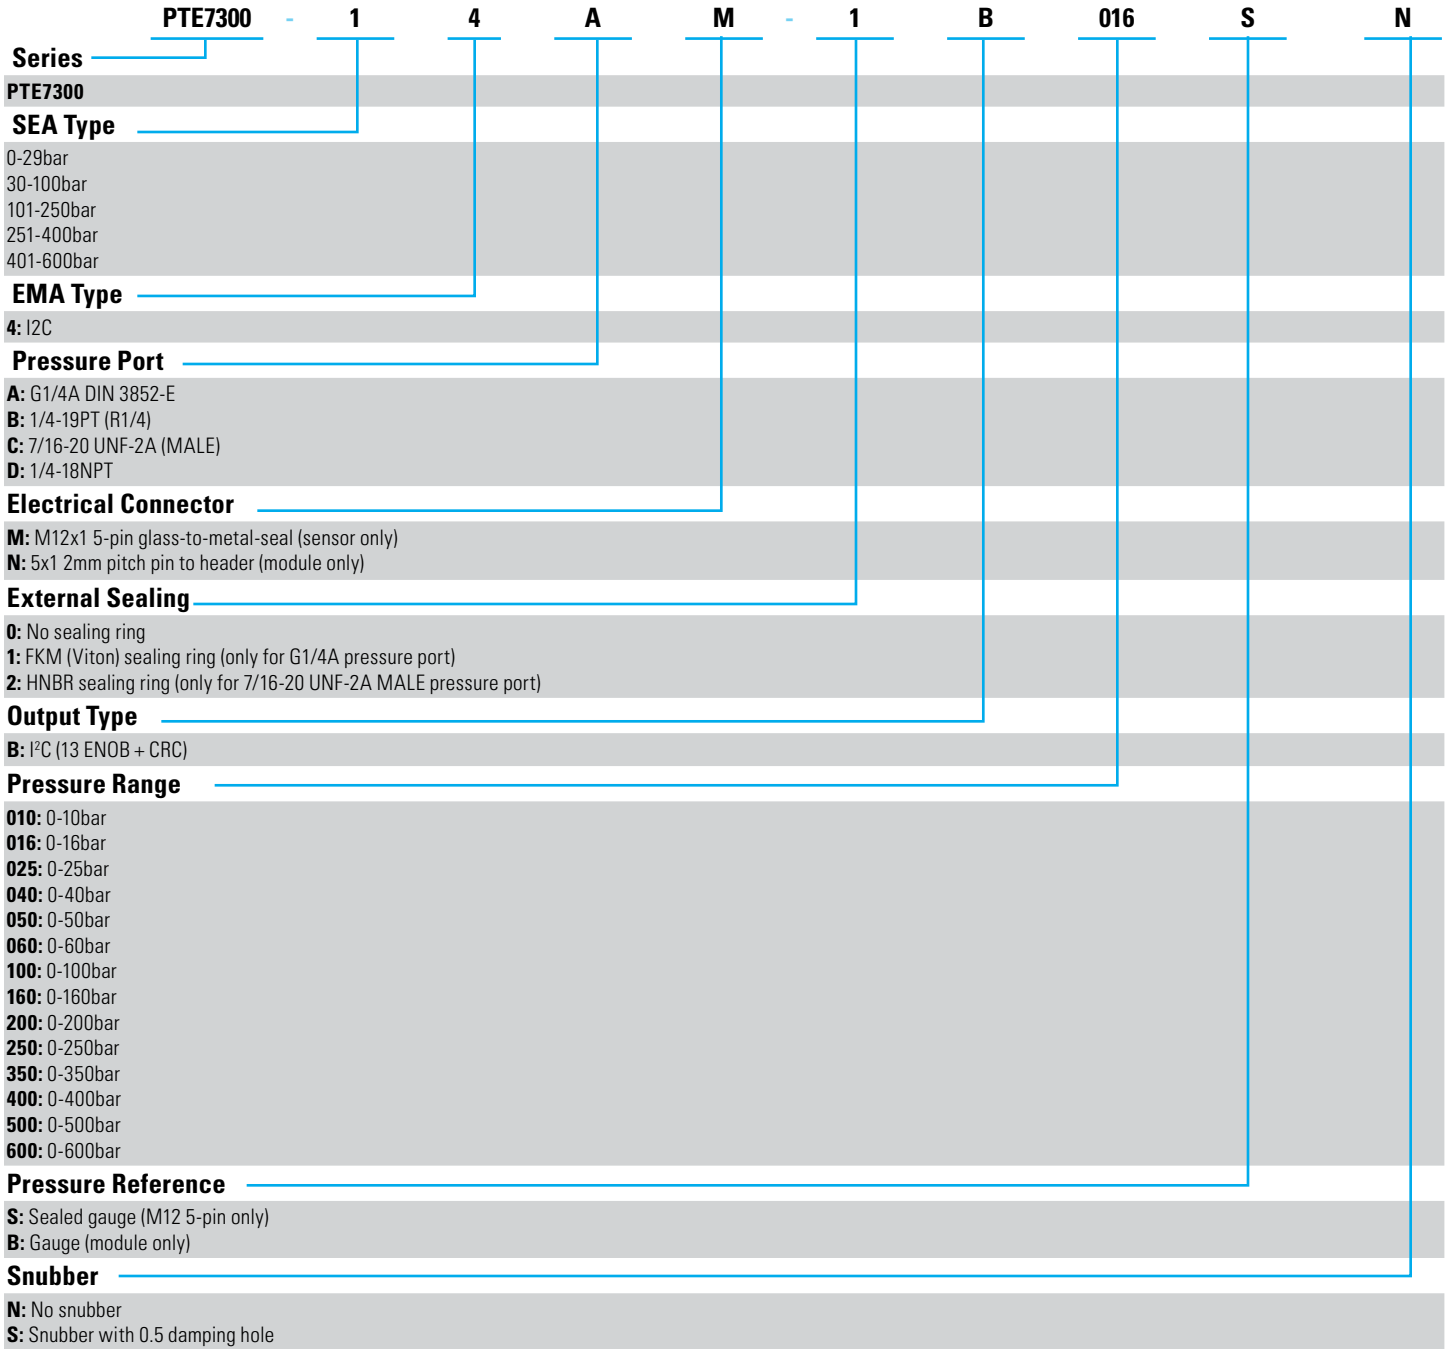 PTE7300 - 1 4 A M - 1 B 016 S N
Series
PTE7300
SEA Type
0-29bar
30-100bar
101-250bar
251-400bar
401-600bar
EMA Type
4: I2C
Pressure Port
A: G1/4A DIN 3852-E
B: 1/4-19PT (R1/4)
C: 7/16-20 UNF-2A (MALE)
D: 1/4-18NPT
Electrical Connector
M: M12x1 5-pin glass-to-metal-seal (sensor only)
N: 5x1 2mm pitch pin to header (module only)
External Sealing
0: No sealing ring
1: FKM (Viton) sealing ring (only for G1/4A pressure port)
2: HNBR sealing ring (only for 7/16-20 UNF-2A MALE pressure port)
Output Type
B: I²C (13 ENOB + CRC)
Pressure Range
010: 0-10bar
016: 0-16bar
025: 0-25bar
040: 0-40bar
050: 0-50bar
060: 0-60bar
100: 0-100bar
160: 0-160bar
200: 0-200bar
250: 0-250bar
350: 0-350bar
400: 0-400bar
500: 0-500bar
600: 0-600bar
Pressure Reference
S: Sealed gauge (M12 5-pin only)
B: Gauge (module only)
Snubber
N: No snubber
S: Snubber with 0.5 damping hole